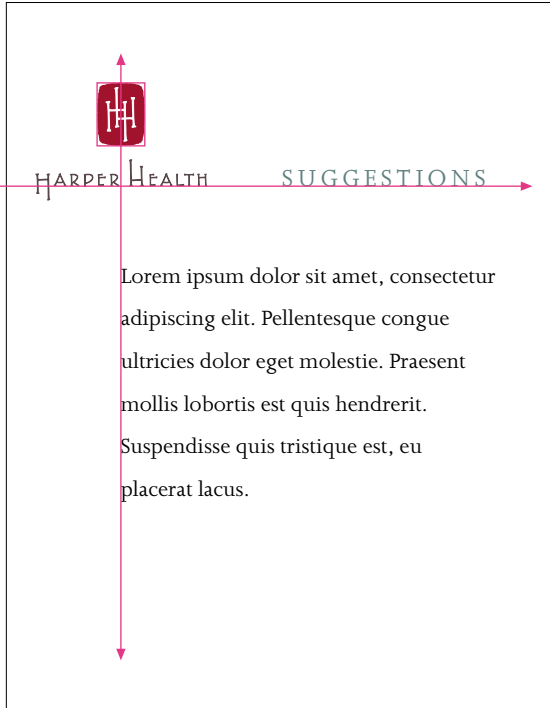 HH
HARPER HEALTH
SUGGESTIONS
Lorem ipsum dolor sit amet, consectetur
adipiscing elit. Pellentesque congue
ultricies dolor eget molestie. Praesent
mollis lobortis est quis hendrerit.
Suspendisse quis tristique est, eu
placerat lacus.